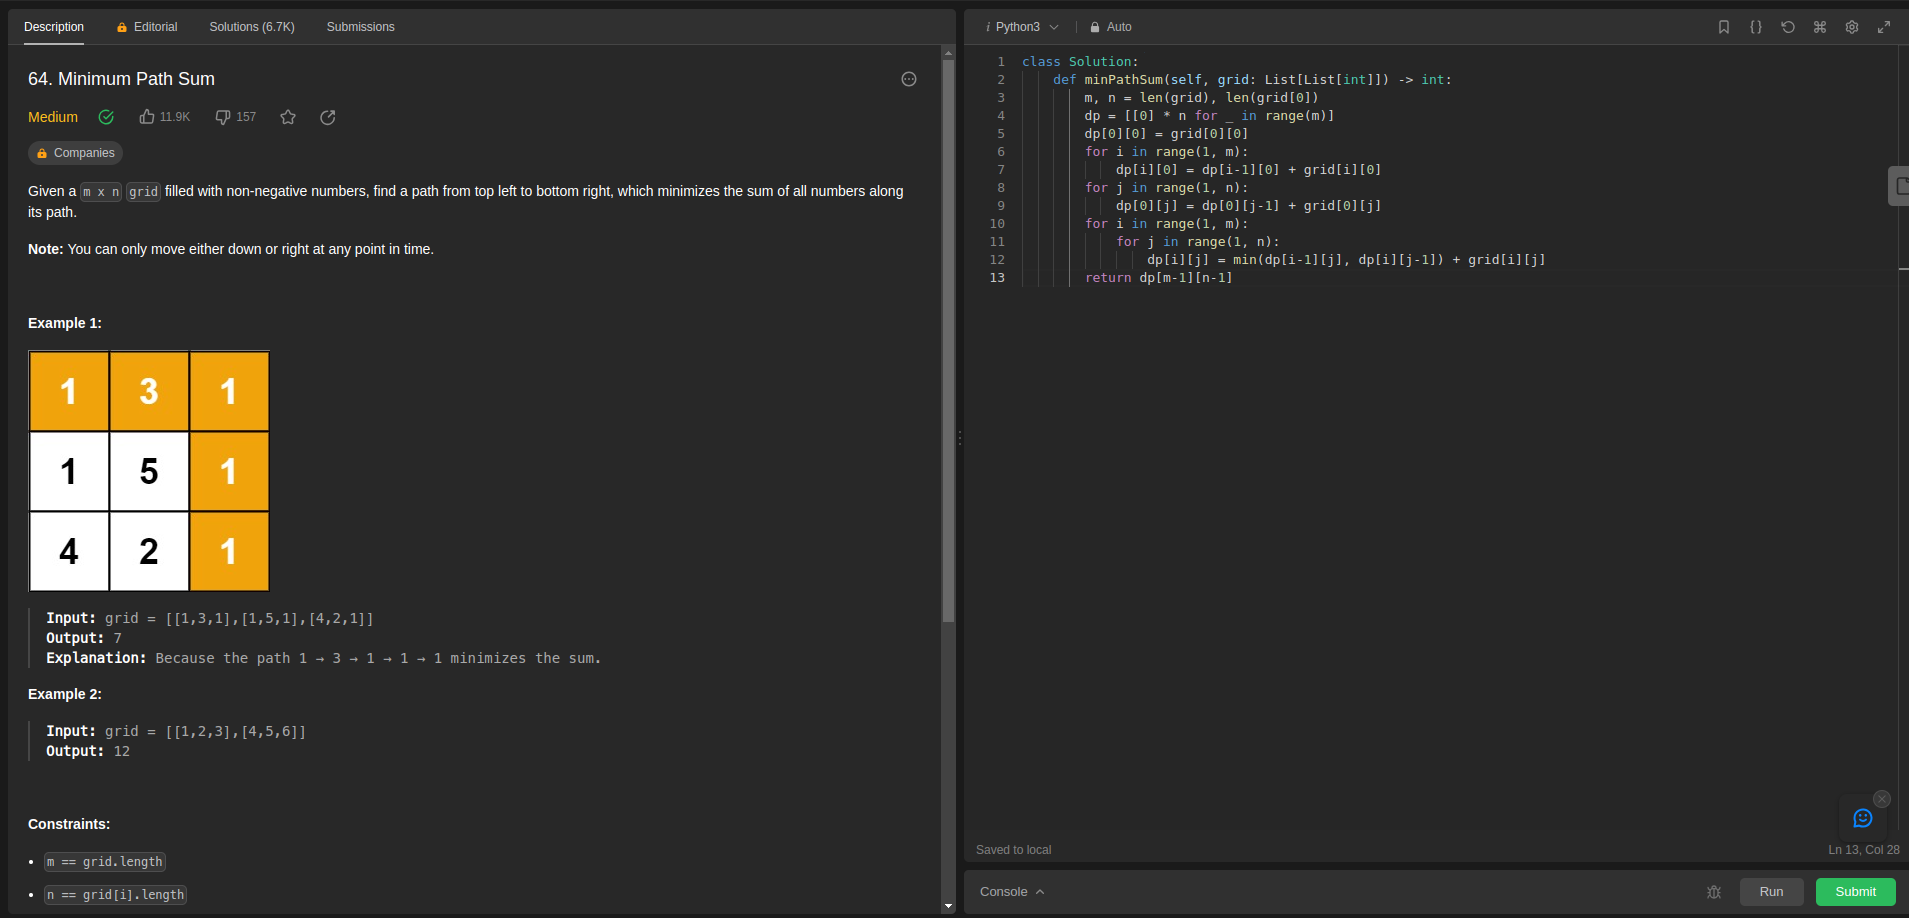 Description Editorial Solutions (6.7K) Submissions
64. Minimum Path Sum
Medium 11.9K 157
Companies
Given a m x n grid filled with non-negative numbers, find a path from top left to bottom right, which minimizes the sum of all numbers along
its path.
Note: You can only move either down or right at any point in time.
Example 1:
1 3 1
1 5 1
4 2 1
Input: grid = [[1,3,1],[1,5,1],[4,2,1]]
Output: 7
Explanation: Because the path 1 → 3 → 1 → 1 → 1 minimizes the sum.
Example 2:
Input: grid = [[1,2,3],[4,5,6]]
Output: 12
Constraints:
• m == grid.length
• n == grid[i].length
i Python3 Auto
1 class Solution:
2     def minPathSum(self, grid: List[List[int]]) -> int:
3         m, n = len(grid), len(grid[0])
4         dp = [[0] * n for _ in range(m)]
5         dp[0][0] = grid[0][0]
6         for i in range(1, m):
7             dp[i][0] = dp[i-1][0] + grid[i][0]
8         for j in range(1, n):
9             dp[0][j] = dp[0][j-1] + grid[0][j]
10         for i in range(1, m):
11             for j in range(1, n):
12                 dp[i][j] = min(dp[i-1][j], dp[i][j-1]) + grid[i][j]
13         return dp[m-1][n-1]
Saved to local Ln 13, Col 28
Console Run Submit